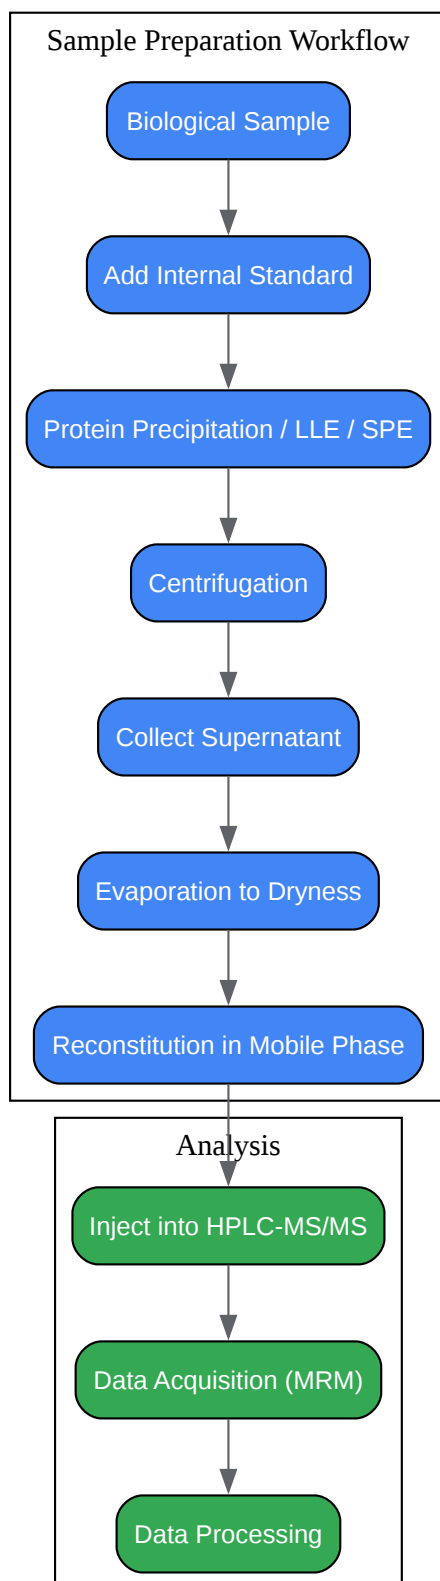 Sample Preparation Workflow
Biological Sample
Add Internal Standard
Protein Precipitation / LLE / SPE
Centrifugation
Collect Supernatant
Evaporation to Dryness
Reconstitution in Mobile Phase
Analysis
Inject into HPLC-MS/MS
Data Acquisition (MRM)
Data Processing